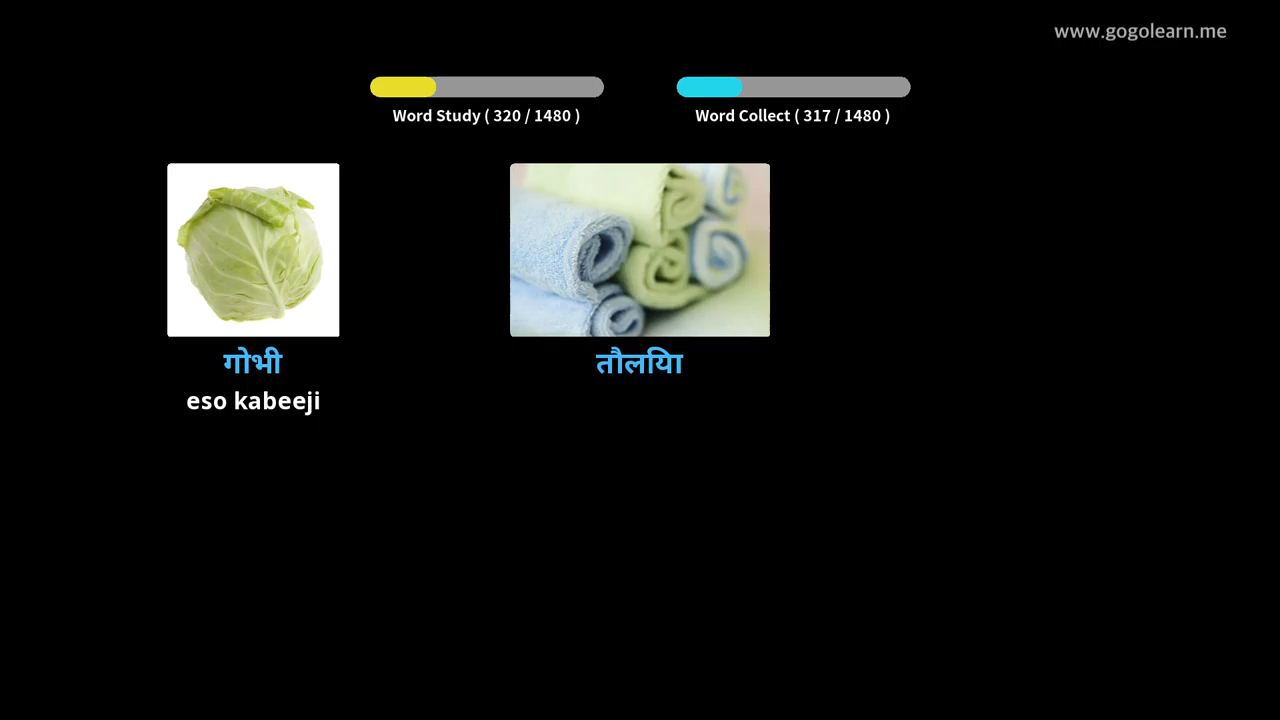 www.gogolearn.me
Word Study ( 320 / 1480 )
Word Collect ( 317 / 1480 )
गोभी
तौलिया
eso kabeeji